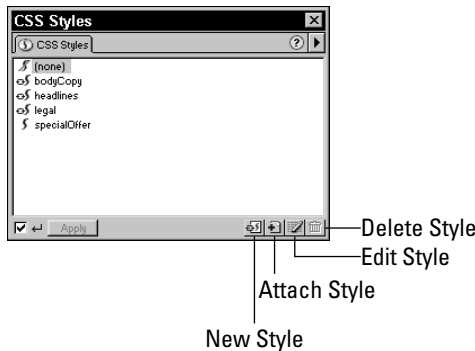 CSS Styles
CSS Styles
?
(none)
bodyCopy
headlines
legal
specialOffer
Apply
Delete Style
Edit Style
Attach Style
New Style